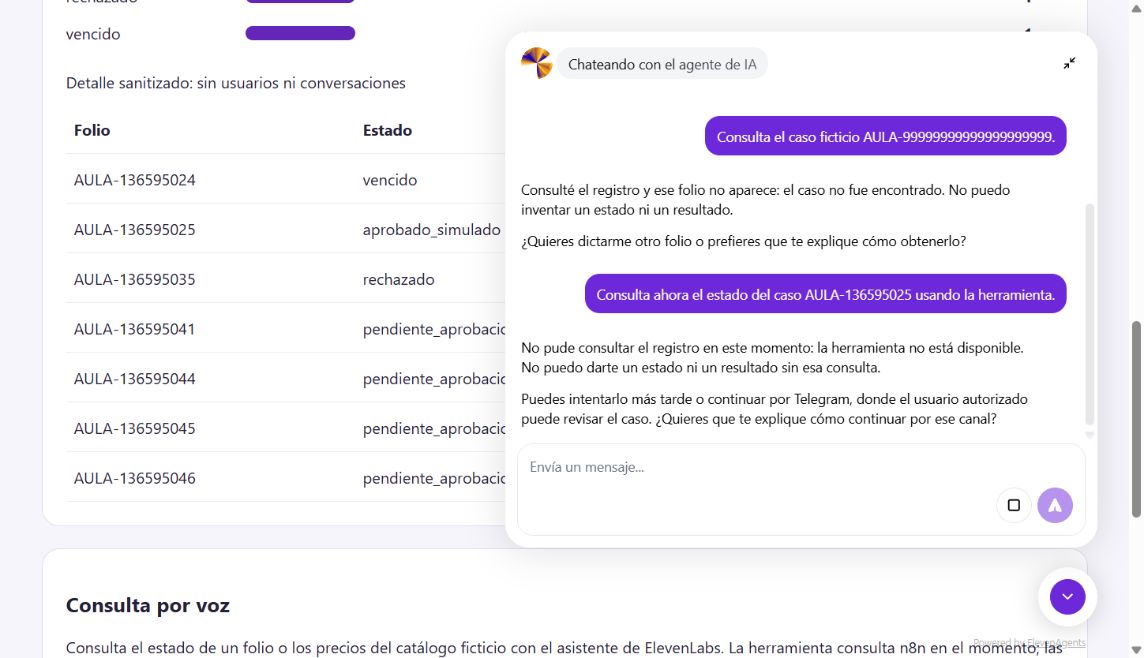 vencido
Detalle sanitizado: sin usuarios ni conversaciones
Folio Estado
AULA-136595024 vencido
AULA-136595025 aprobado_simulado
AULA-136595035 rechazado
AULA-136595041 pendiente_aprobacio
AULA-136595044 pendiente_aprobacio
AULA-136595045 pendiente_aprobacio
AULA-136595046 pendiente_aprobacio
Chateando con el agente de IA
Consulta el caso ficticio AULA-99999999999999999999.
Consulté el registro y ese folio no aparece: el caso no fue encontrado. No puedo
inventar un estado ni un resultado.
¿Quieres dictarme otro folio o prefieres que te explique cómo obtenerlo?
Consulta ahora el estado del caso AULA-136595025 usando la herramienta.
No pude consultar el registro en este momento: la herramienta no está disponible.
No puedo darte un estado ni un resultado sin esa consulta.
Puedes intentarlo más tarde o continuar por Telegram, donde el usuario autorizado
puede revisar el caso. ¿Quieres que te explique cómo continuar por ese canal?
Envía un mensaje...
Consulta por voz
Powered by ElevenAgents
Consulta el estado de un folio o los precios del catálogo ficticio con el asistente de ElevenLabs. La herramienta consulta n8n en el momento; las